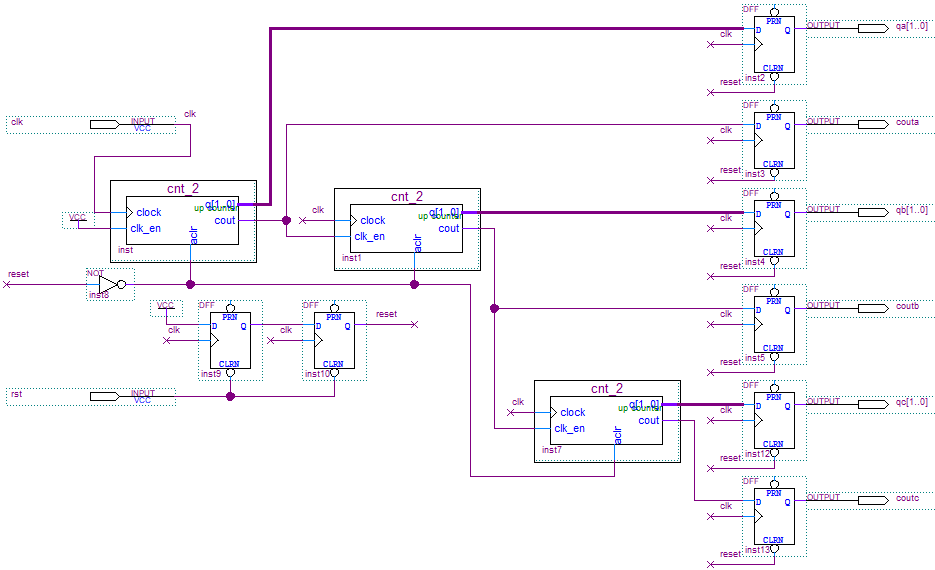 DFF
PRN
D
Q
clk
CLRN
reset
inst2
OUTPUT
qa[1..0]
DFF
PRN
D
Q
clk
CLRN
reset
inst3
OUTPUT
couta
clk
INPUT
VCC
clk
cnt_2
q[1..0]
up counter
clock
cout
clk_en
aclr
inst
VCC
cnt_2
q[1..0]
up counter
clk
clock
cout
clk_en
aclr
inst1
DFF
PRN
D
Q
clk
CLRN
reset
inst4
OUTPUT
qb[1..0]
reset
NOT
inst8
VCC
DFF
PRN
D
Q
clk
CLRN
inst9
DFF
PRN
D
Q
clk
CLRN
inst10
reset
DFF
PRN
D
Q
clk
CLRN
reset
inst5
OUTPUT
coutb
rst
INPUT
VCC
cnt_2
q[1..0]
up counter
clk
clock
cout
clk_en
aclr
inst7
DFF
PRN
D
Q
clk
CLRN
reset
inst12
OUTPUT
qc[1..0]
DFF
PRN
D
Q
clk
CLRN
reset
inst13
OUTPUT
coutc